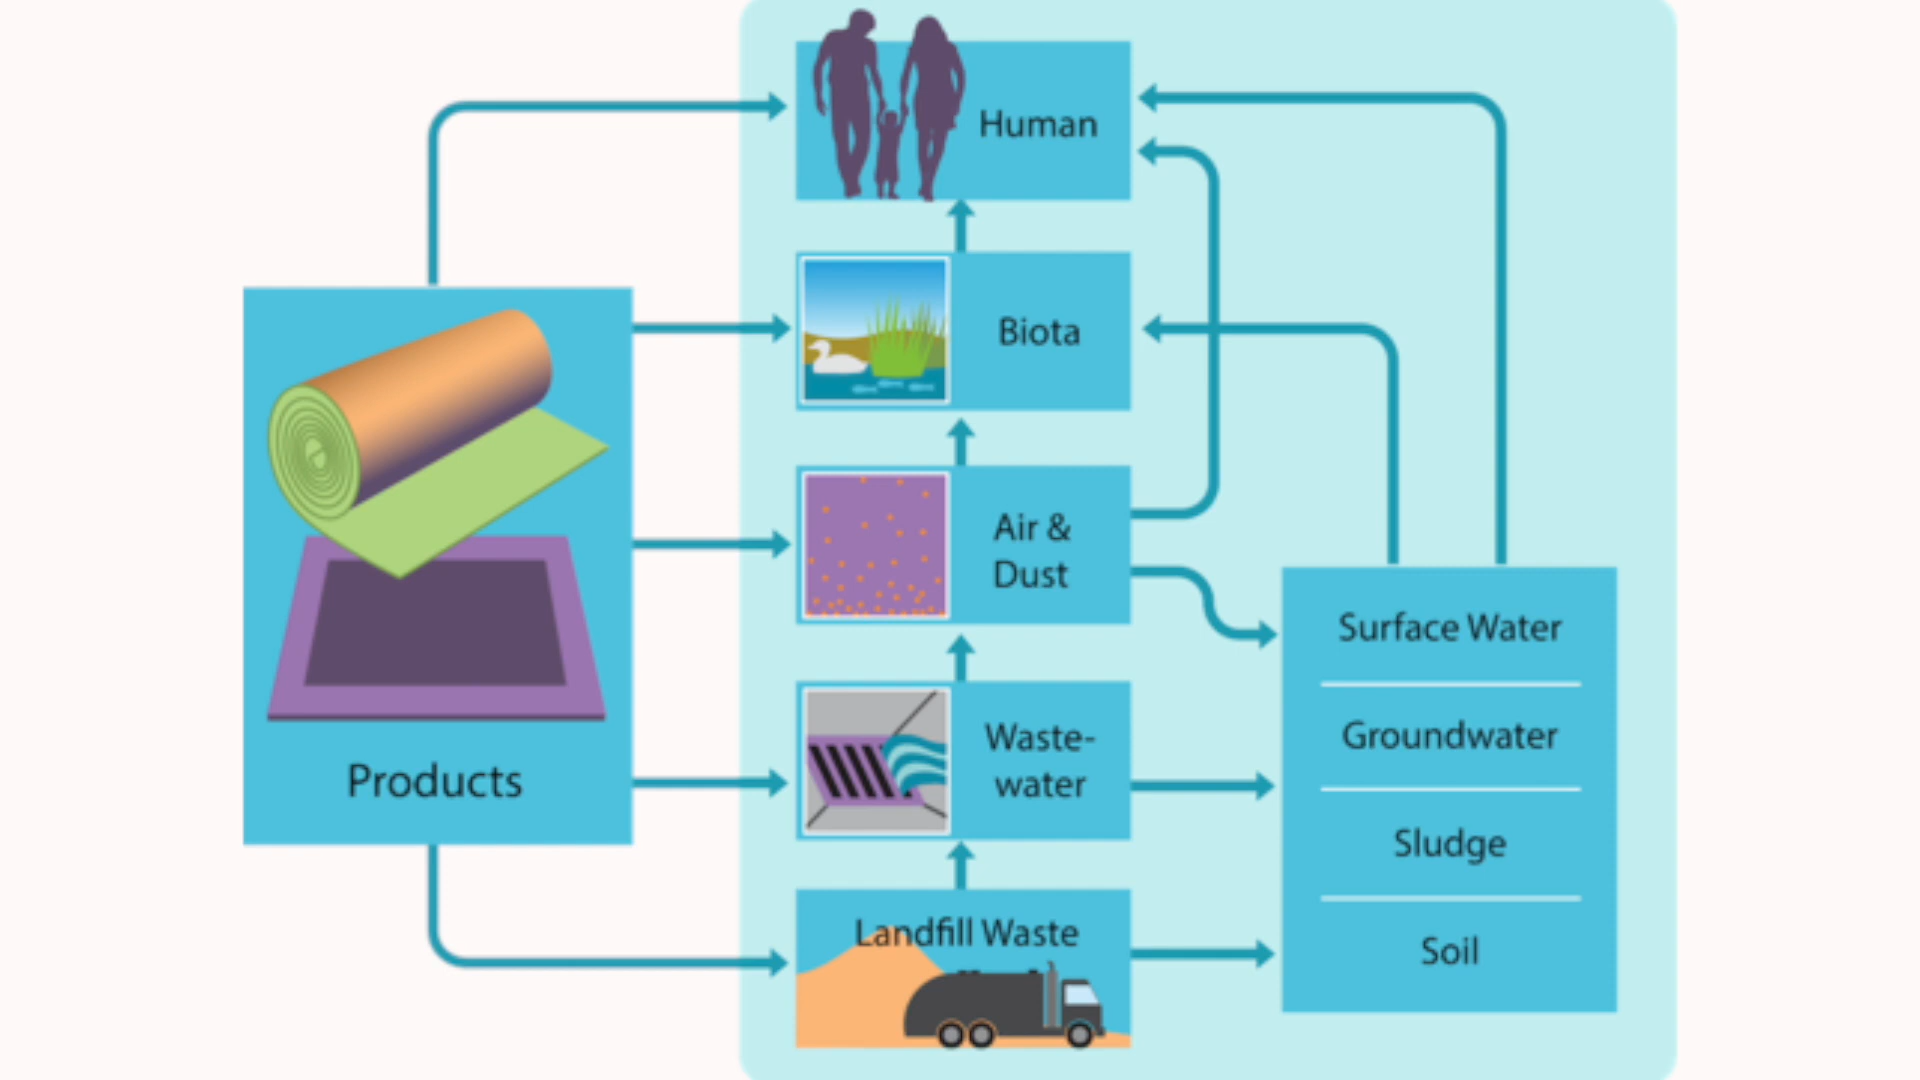 Human
Biota
Air &
Dust
Products
Waste-
water
Landfill Waste
Surface Water
Groundwater
Sludge
Soil